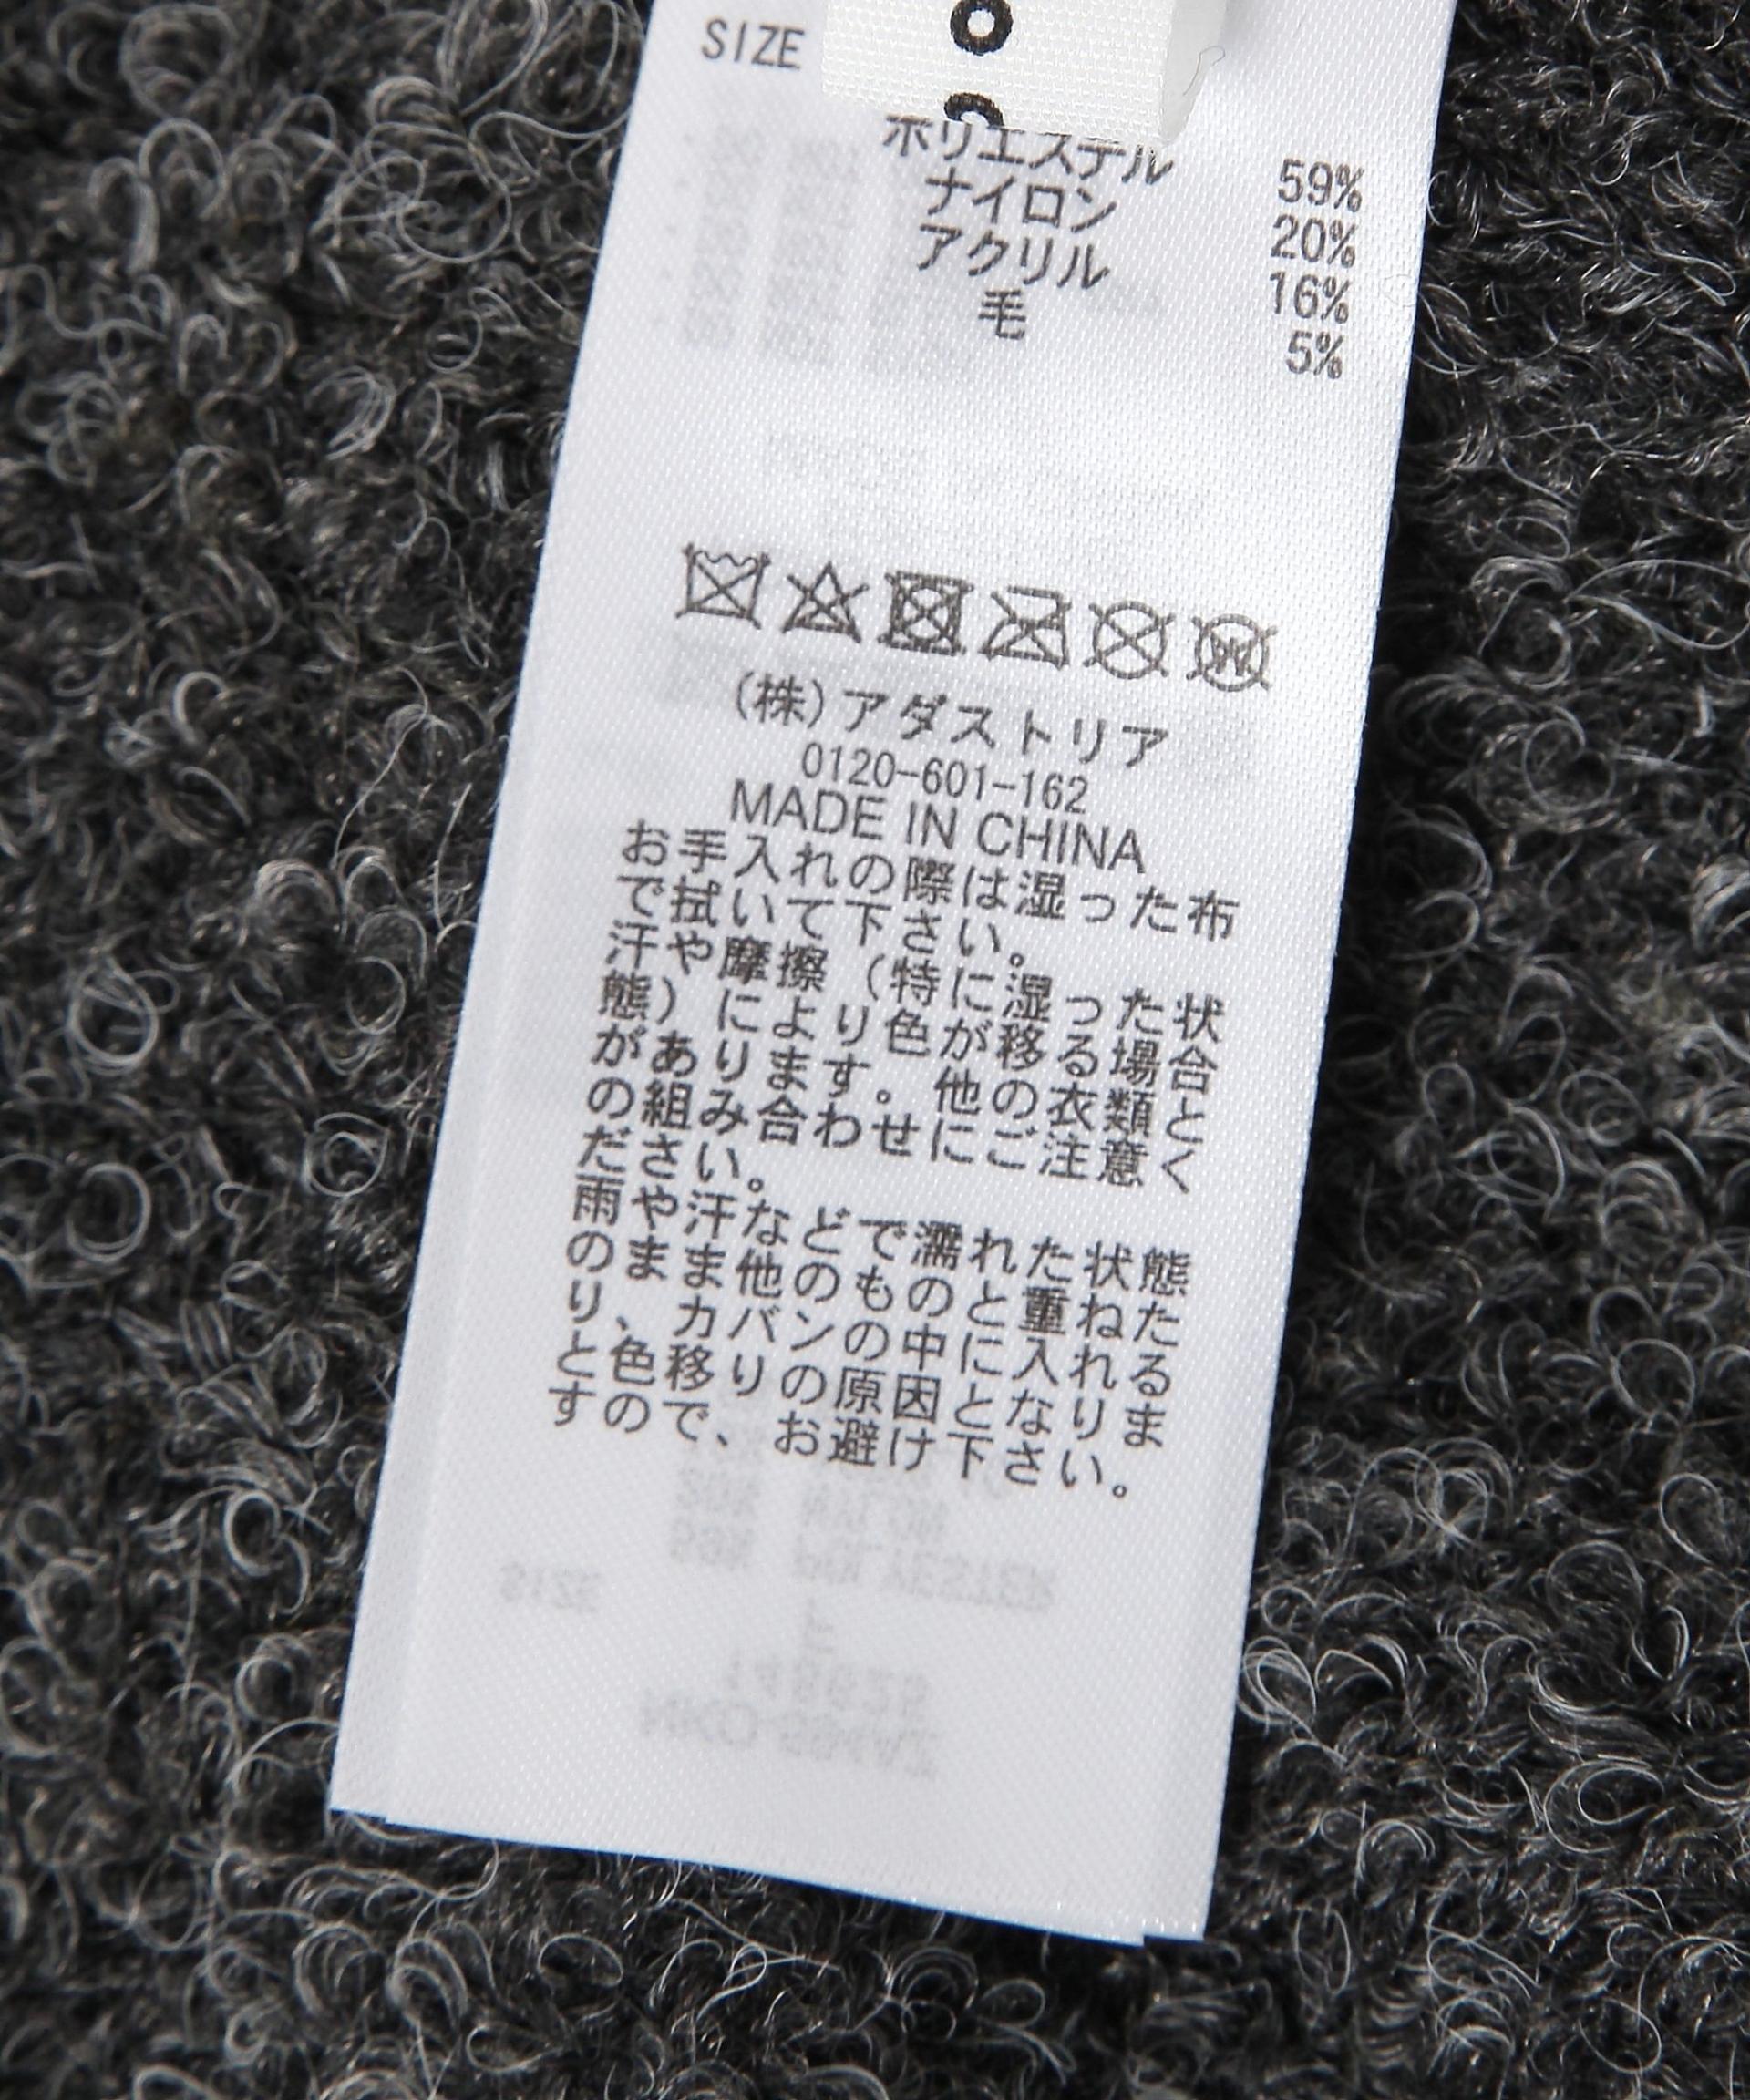 SIZE
ポリエステル 59%
ナイロン 20%
アクリル 16%
毛 5%
(株)アダストリア
0120-601-162
MADE IN CHINA
お手入れの際は湿った布
で拭いて下さい。
汗や摩擦（特に湿った状
態）により色が移る場合
があります。他の衣類と
の組み合わせにご注意く
ださい。
雨や汗などで濡れた状態
のまま他のものと重ねた
り、カバンの中に入れる
と色移りの原因となりま
すので、お避け下さい。